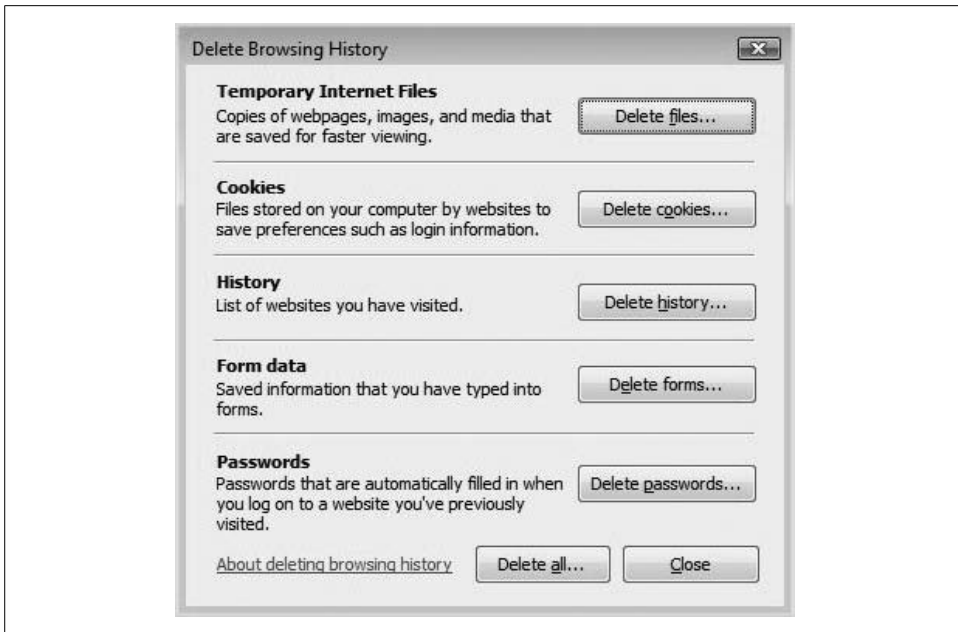 Delete Browsing History
Temporary Internet Files
Copies of webpages, images, and media that
are saved for faster viewing.
Delete files...
Cookies
Files stored on your computer by websites to
save preferences such as login information.
Delete cookies...
History
List of websites you have visited.
Delete history...
Form data
Saved information that you have typed into
forms.
Delete forms...
Passwords
Passwords that are automatically filled in when
you log on to a website you've previously
visited.
Delete passwords...
About deleting browsing history
Delete all...
Close